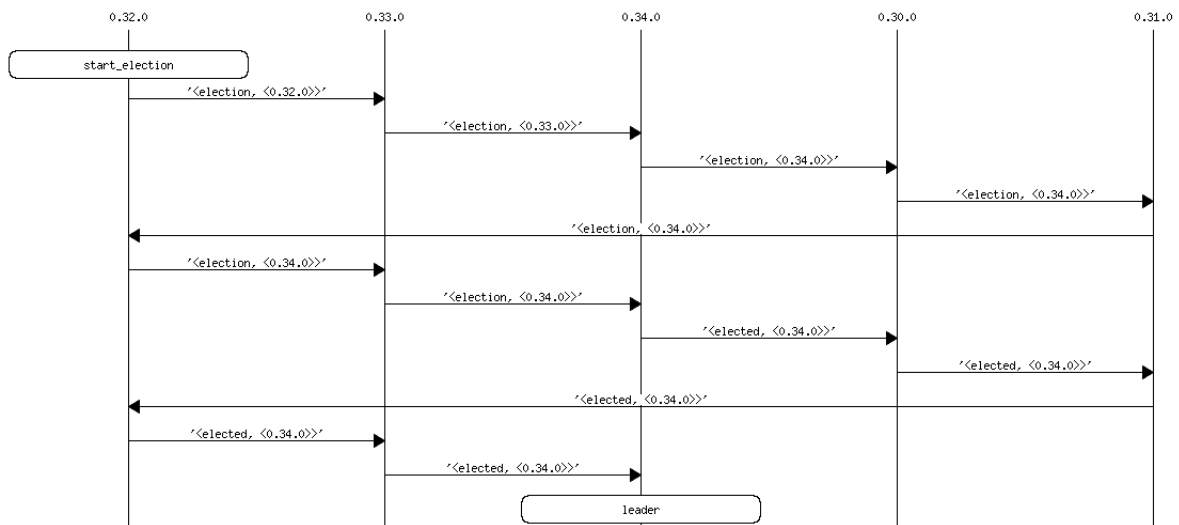 0.32.0 0.33.0 0.34.0 0.30.0 0.31.0
start_election
'<election, <0.32.0>>'
'<election, <0.33.0>>'
'<election, <0.34.0>>'
'<election, <0.34.0>>'
'<election, <0.34.0>>'
'<election, <0.34.0>>'
'<election, <0.34.0>>'
'<elected, <0.34.0>>'
'<elected, <0.34.0>>'
'<elected, <0.34.0>>'
'<elected, <0.34.0>>'
'<elected, <0.34.0>>'
leader